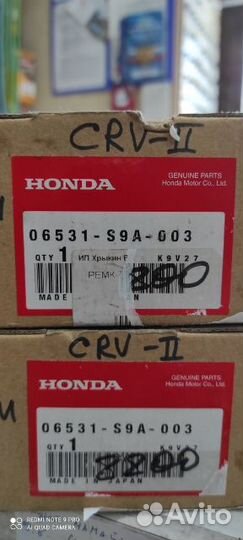 CRV-II
HONDA
GENUINE PARTS
Honda Motor Co., Ltd.
06531-S9A-003
QTY 1
ИП Хрыкин
K9V27
РЕМК
MADE
CRV-II
HONDA
GENUINE PARTS
Honda Motor Co., Ltd.
06531-S9A-003
QTY 1
K9V27
8200
MADE IN JAPAN
REDMI NOTE 9 PRO
AI QUAD CAMERA
Avito